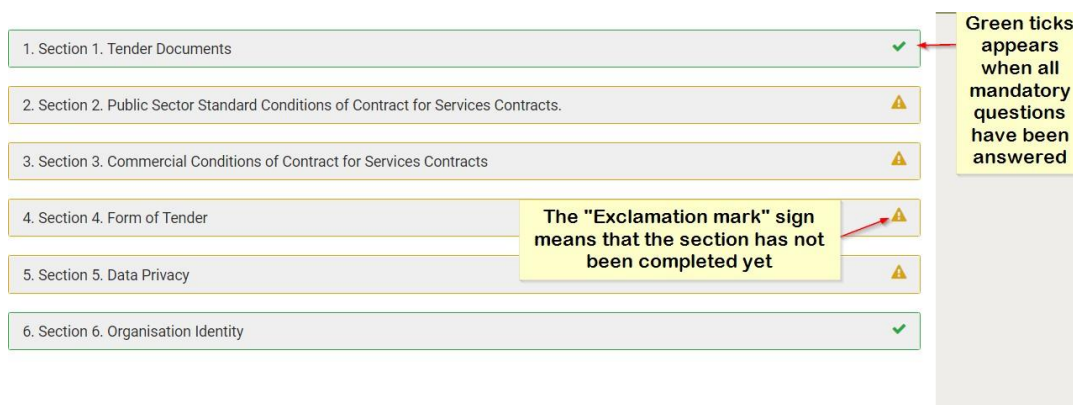 1. Section 1. Tender Documents
Green ticks
appears
when all
mandatory
questions
have been
answered
2. Section 2. Public Sector Standard Conditions of Contract for Services Contracts.
3. Section 3. Commercial Conditions of Contract for Services Contracts
4. Section 4. Form of Tender
The "Exclamation mark" sign
means that the section has not
been completed yet
5. Section 5. Data Privacy
6. Section 6. Organisation Identity